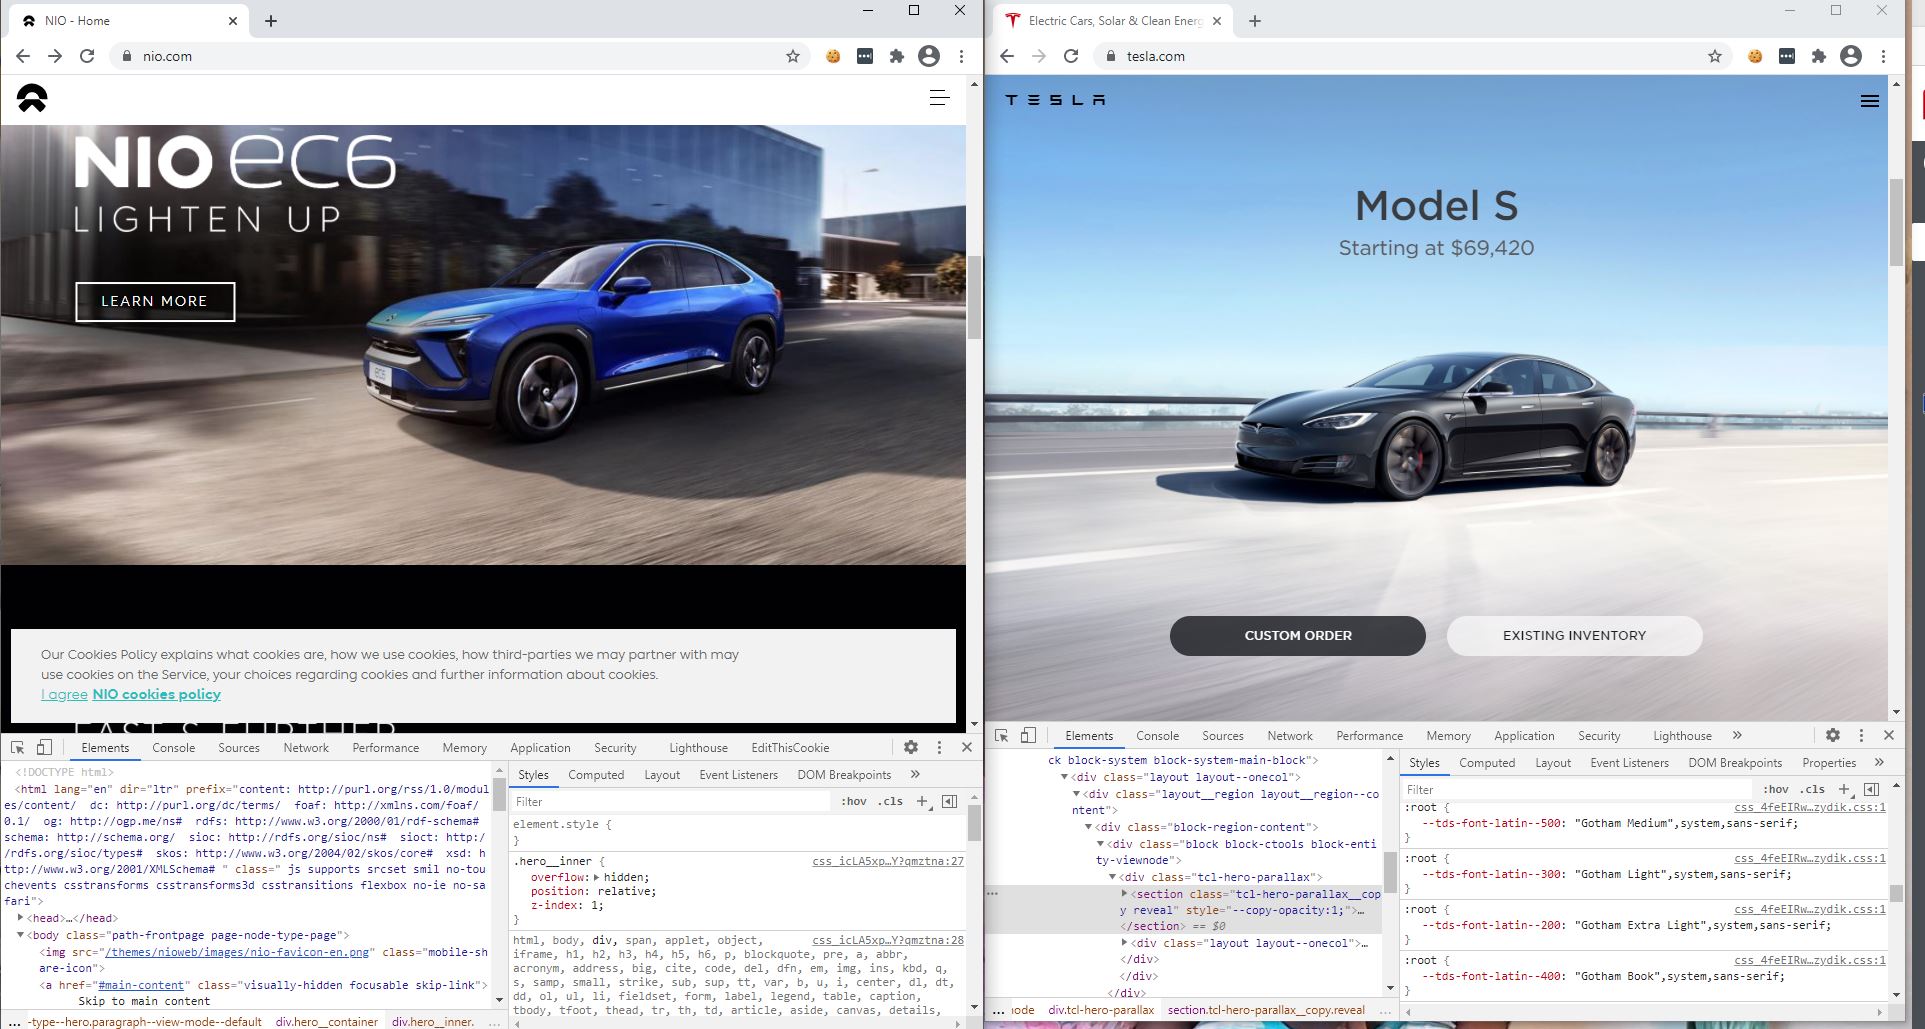 NIO - Home
nio.com
NIO EC6
LIGHTEN UP
LEARN MORE
ec6
Our Cookies Policy explains what cookies are, how we use cookies, how third-parties we may partner with may
use cookies on the Service, your choices regarding cookies and further information about cookies.
I agree NIO cookies policy
Elements Console Sources Network Performance Memory Application Security Lighthouse EditThisCookie
<!DOCTYPE html>
<html lang="en" dir="ltr" prefix="content: http://purl.org/rss/1.0/modul
es/content/ dc: http://purl.org/dc/terms/ foaf: http://xmlns.com/foaf/
0.1/ og: http://ogp.me/ns# rdfs: http://www.w3.org/2000/01/rdf-schema#
schema: http://schema.org/ sioc: http://rdfs.org/sioc/ns# sioct: http:/
/rdfs.org/sioc/types# skos: http://www.w3.org/2004/02/skos/core# xsd: h
ttp://www.w3.org/2001/XMLSchema# " class=" js supports srcset smil no-tou
chevents csstransforms csstransforms3d csstransitions flexbox no-ie no-sa
fari">
<head>…</head>
<body class="path-frontpage page-node-type-page">
<img src="/themes/nioweb/images/nio-favicon-en.png" class="mobile-sh
are-icon">
<a href="#main-content" class="visually-hidden focusable skip-link">
Skip to main content
... -type--hero.paragraph--view-mode--default div.hero__container div.hero__inner. ...
Styles Computed Layout Event Listeners DOM Breakpoints »
Filter :hov .cls +
element.style {
}
.hero__inner { css_icLA5xp…Y?qmztna:27
overflow: hidden;
position: relative;
z-index: 1;
}
html, body, div, span, applet, object, css_icLA5xp…Y?qmztna:28
iframe, h1, h2, h3, h4, h5, h6, p, blockquote, pre, a, abbr,
acronym, address, big, cite, code, del, dfn, em, img, ins, kbd, q,
s, samp, small, strike, sub, sup, tt, var, b, u, i, center, dl, dt,
dd, ol, ul, li, fieldset, form, label, legend, table, caption,
tbody, tfoot, thead, tr, th, td, article, aside, canvas, details,
Electric Cars, Solar & Clean Energ
tesla.com
TESLA
Model S
Starting at $69,420
CUSTOM ORDER
EXISTING INVENTORY
Elements Console Sources Network Performance Memory Application Security Lighthouse »
ck block-system block-system-main-block">
<div class="layout layout--onecol">
<div class="layout__region layout__region--co
ntent">
<div class="block-region-content">
<div class="block block-ctools block-enti
ty-viewnode">
<div class="tcl-hero-parallax">
<section class="tcl-hero-parallax__cop
y reveal" style="--copy-opacity:1;">…
</section> == $0
<div class="layout layout--onecol">…
</div>
</div>
</div>
... node div.tcl-hero-parallax section.tcl-hero-parallax__copy.reveal ...
Styles Computed Layout Event Listeners DOM Breakpoints Properties »
Filter :hov .cls +
:root { css_4feEIRw…zydik.css:1
--tds-font-latin--500: "Gotham Medium",system,sans-serif;
}
:root { css_4feEIRw…zydik.css:1
--tds-font-latin--300: "Gotham Light",system,sans-serif;
}
:root { css_4feEIRw…zydik.css:1
--tds-font-latin--200: "Gotham Extra Light",system,sans-serif;
}
:root { css_4feEIRw…zydik.css:1
--tds-font-latin--400: "Gotham Book",system,sans-serif;
}